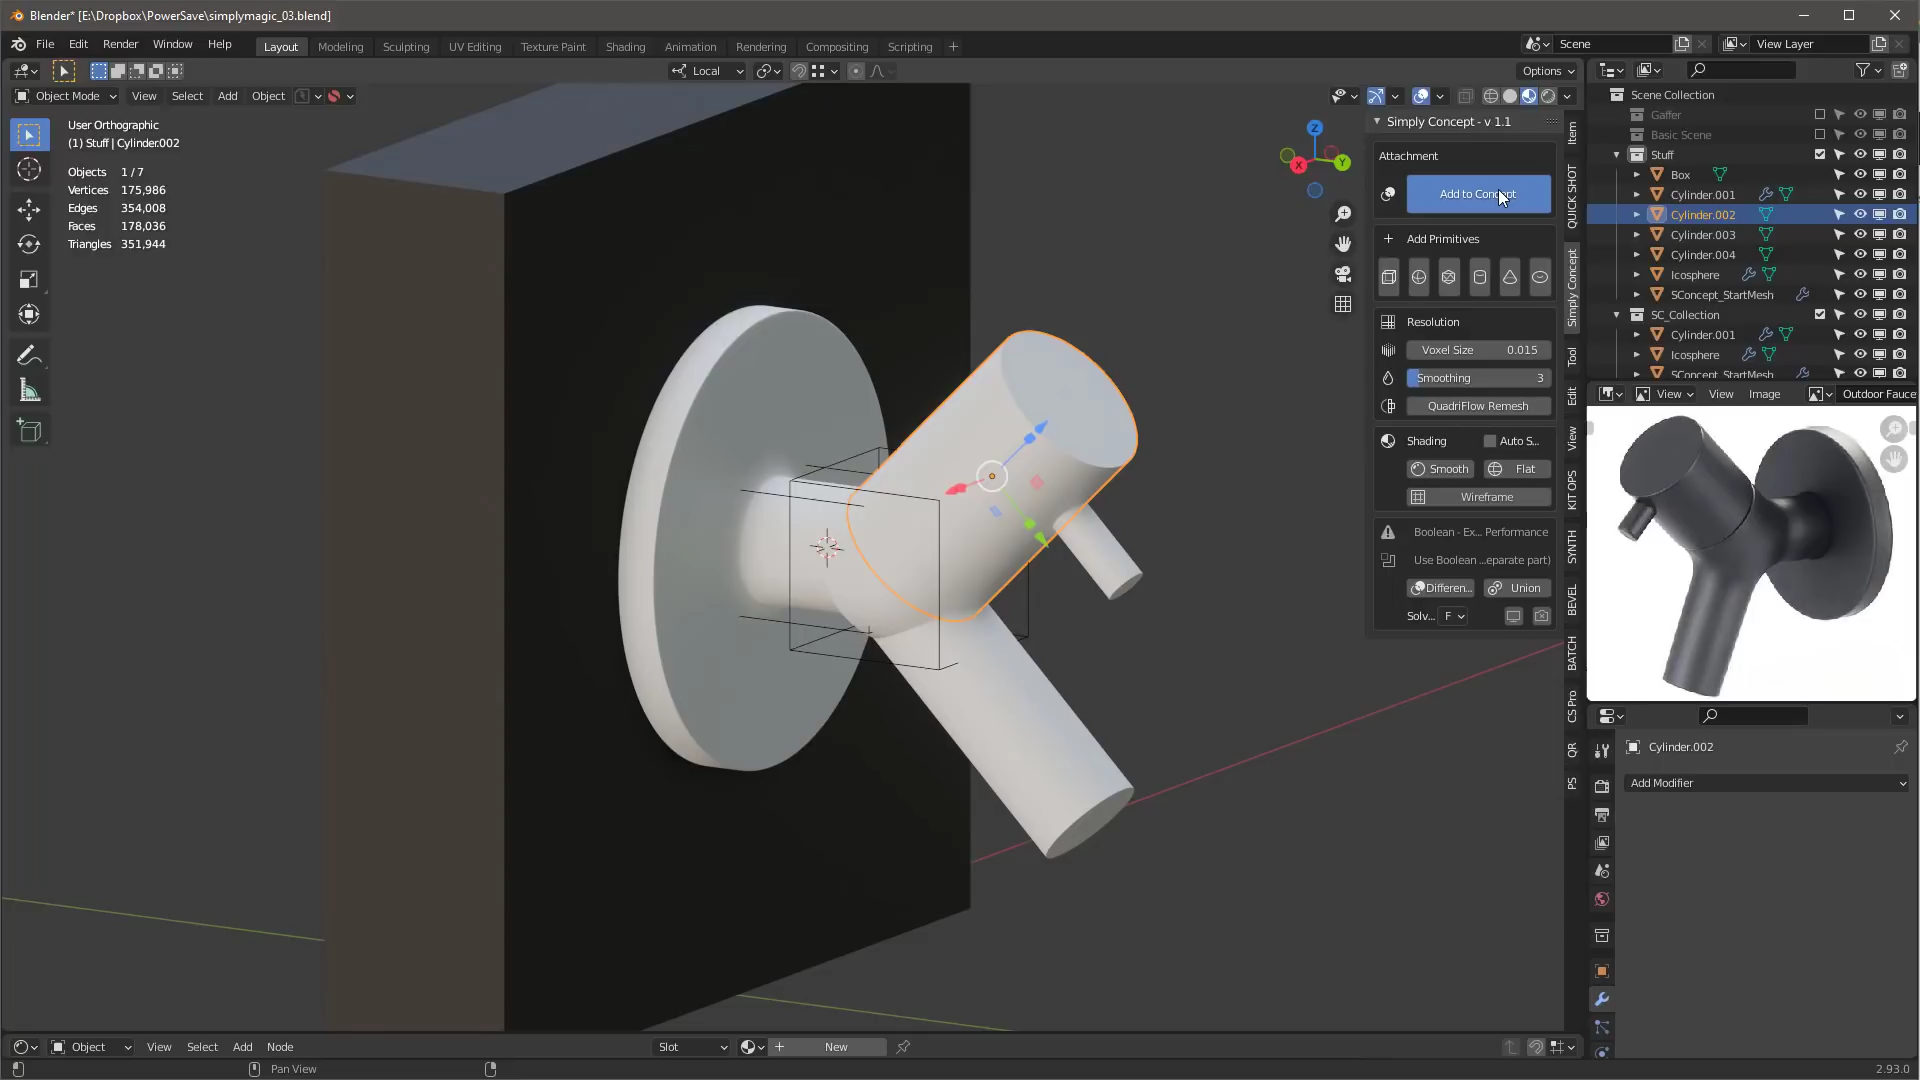 Blender* [E:\Dropbox\PowerSave\simplymagic_03.blend]
File Edit Render Window Help Layout Modeling Sculpting UV Editing Texture Paint Shading Animation Rendering Compositing Scripting + Scene View Layer
Local Options
Object Mode View Select Add Object
User Orthographic
(1) Stuff | Cylinder.002
Objects 1 / 7
Vertices 175,986
Edges 354,008
Faces 178,036
Triangles 351,944
Z
X
Y
Simply Concept - v 1.1
Attachment
Add to Concept
Add Primitives
Resolution
Voxel Size 0.015
Smoothing 3
QuadriFlow Remesh
Shading Auto S...
Smooth Flat
Wireframe
Boolean - Ex... Performance
Use Boolean ...eparate part)
Differen... Union
Solv... F
Item
QUICK SHOT
Simply Concept
Tool
Edit
View
KIT OPS
SYNTH
BEVEL
BATCH
CS Pro
QR
PS
Scene Collection
Gaffer
Basic Scene
Stuff
Box
Cylinder.001
Cylinder.002
Cylinder.003
Cylinder.004
Icosphere
SConcept_StartMesh
SC_Collection
Cylinder.001
Icosphere
SConcept_StartMesh
View View Image Outdoor Fauce
Cylinder.002
Add Modifier
Object View Select Add Node Slot New
Pan View 2.93.0